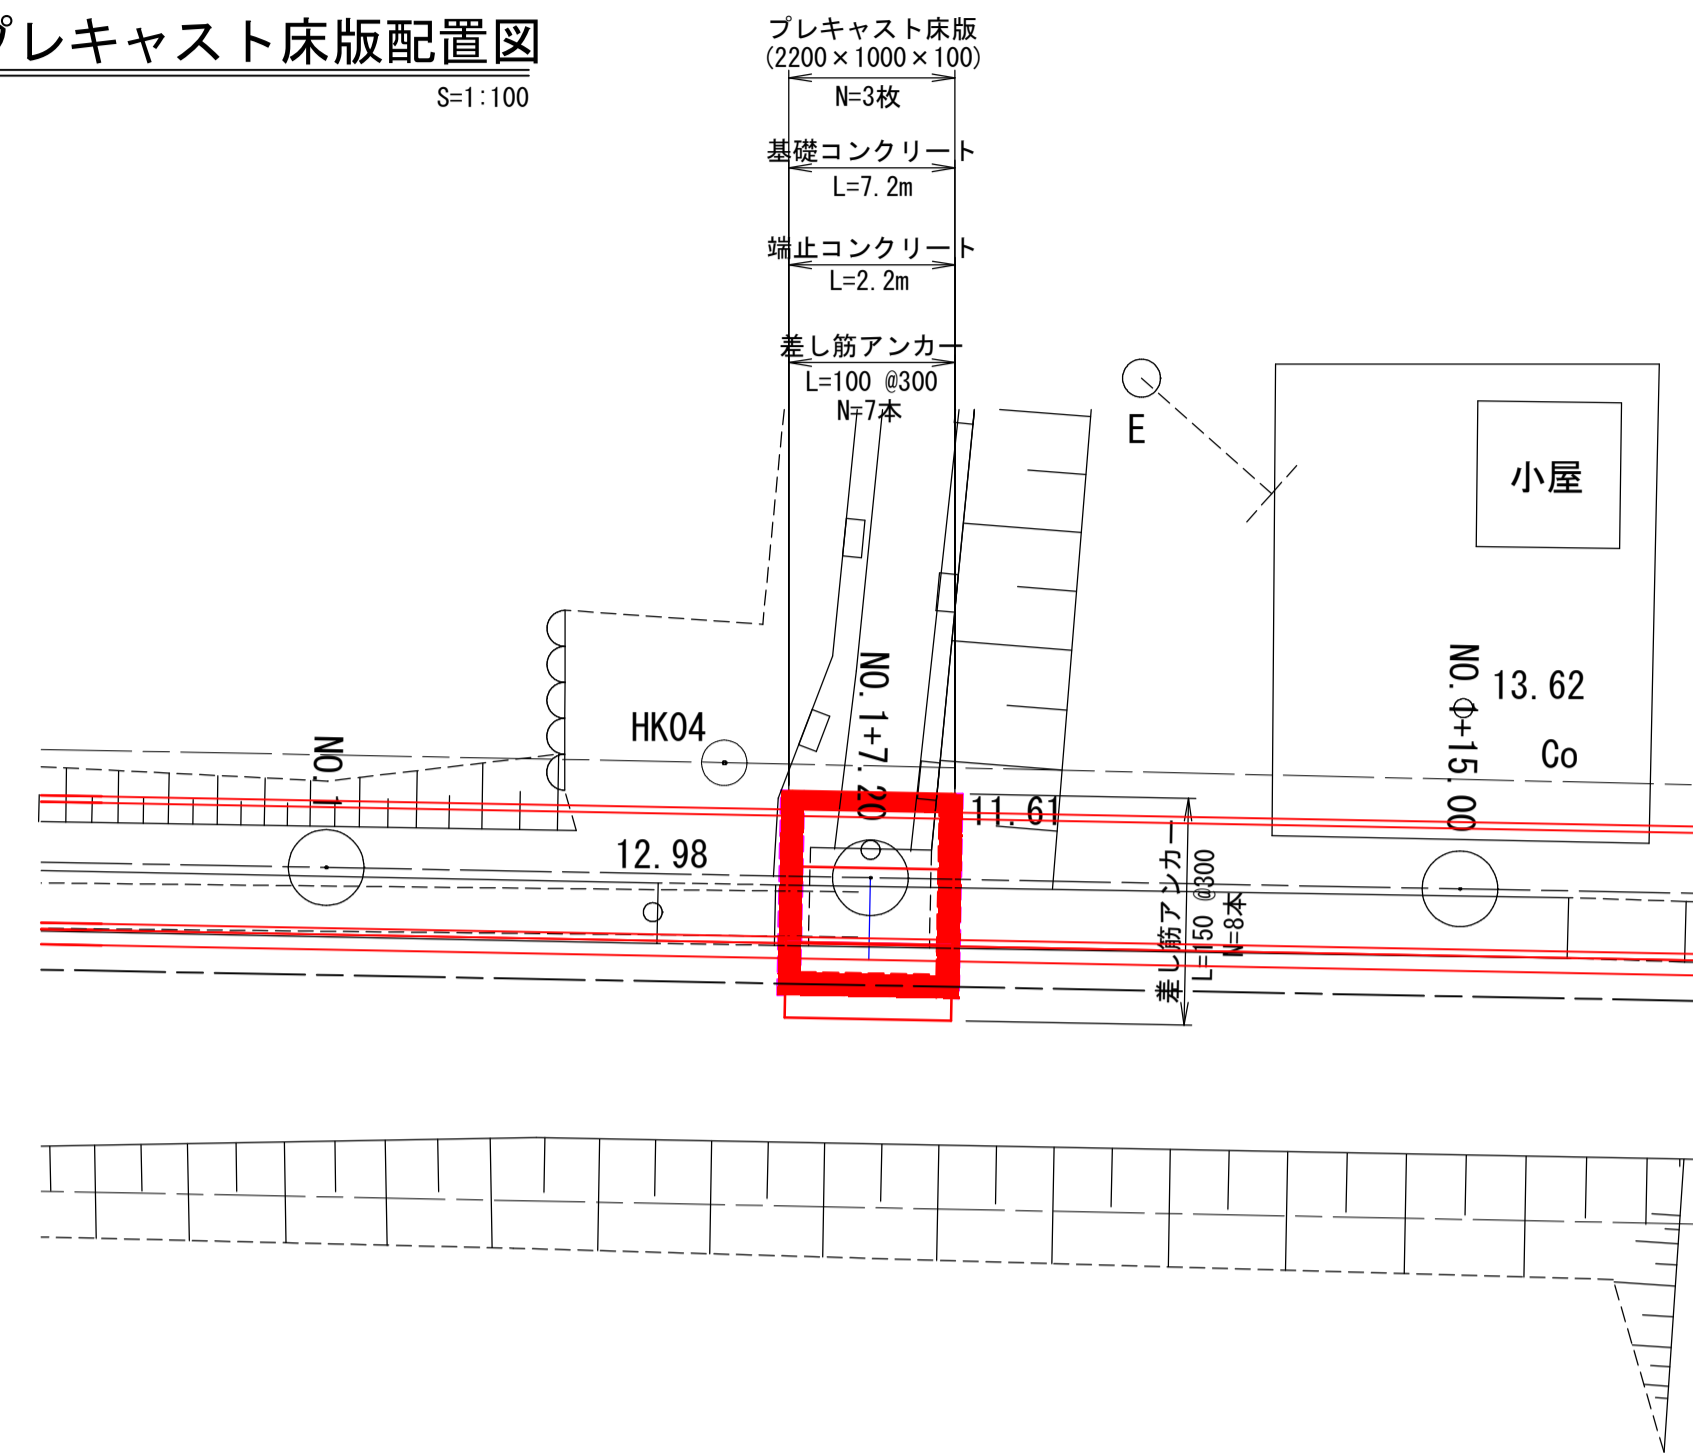 プレキャスト床版配置図
S=1:100
プレキャスト床版
(2200×1000×100)
N=3枚
基礎コンクリート
L=7.2m
端止コンクリート
L=2.2m
差し筋アンカー
L=100 @300
N=7本
E
小屋
NO.1
HK04
NO.1+7.20
NO.1+15.00
13.62
Co
12.98
11.61
差し筋アンカー
L=150 @300
N=8本